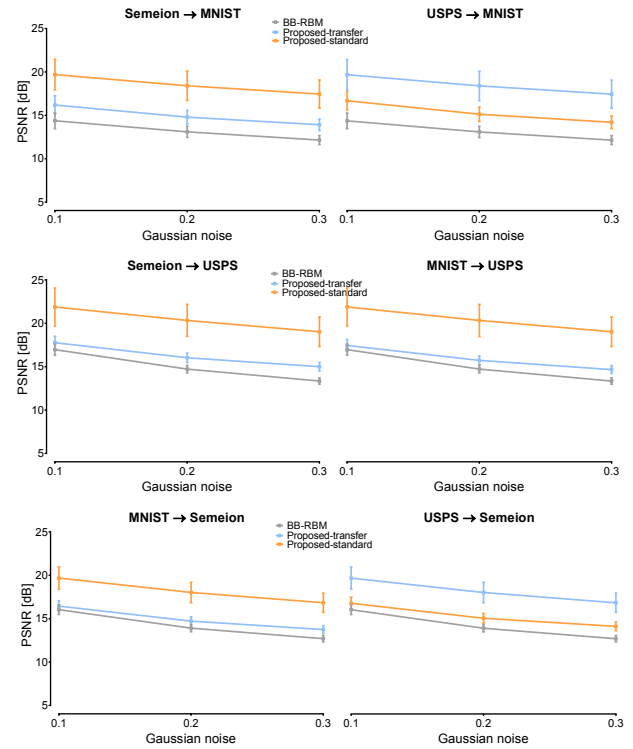 Semeion → MNIST
USPS → MNIST
BB-RBM
Proposed-transfer
Proposed-standard
PSNR [dB]
25
20
15
10
5
0.1
0.2
0.3
Gaussian noise
0.1
0.2
0.3
Gaussian noise
Semeion → USPS
MNIST → USPS
BB-RBM
Proposed-transfer
Proposed-standard
PSNR [dB]
25
20
15
10
5
0.1
0.2
0.3
Gaussian noise
0.1
0.2
0.3
Gaussian noise
MNIST → Semeion
USPS → Semeion
BB-RBM
Proposed-transfer
Proposed-standard
PSNR [dB]
25
20
15
10
5
0.1
0.2
0.3
Gaussian noise
0.1
0.2
0.3
Gaussian noise